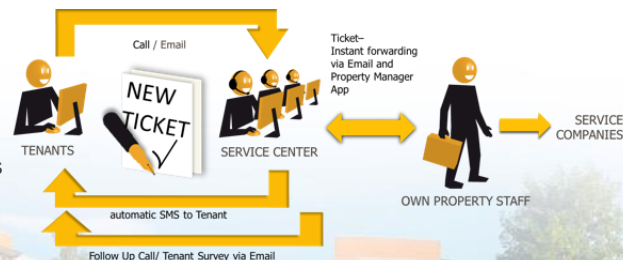 Call / Email
Ticket–
Instant forwarding
via Email and
Property Manager
App
NEW
TICKET
TENANTS
SERVICE CENTER
SERVICE
COMPANIES
S
OWN PROPERTY STAFF
automatic SMS to Tenant
Follow Up Call/ Tenant Survey via Email